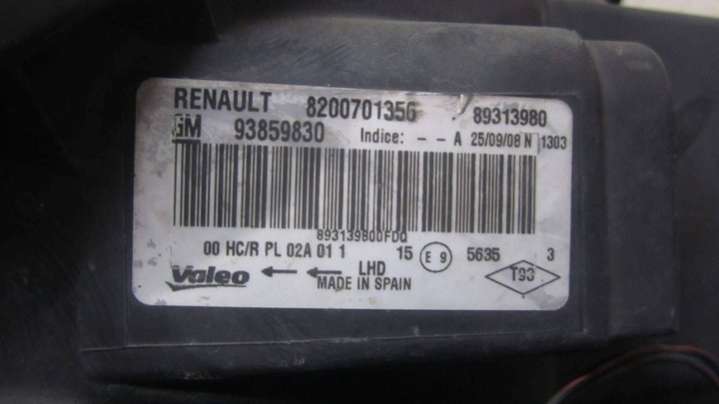 RENAULT 8200701356 89313980
GM 93859830 Indice: - - A 25/09/08 N 1303
893139800FDQ
00 HC/R PL 02A 01 1 15 E 9 5635 3
Valeo LHD T93
MADE IN SPAIN